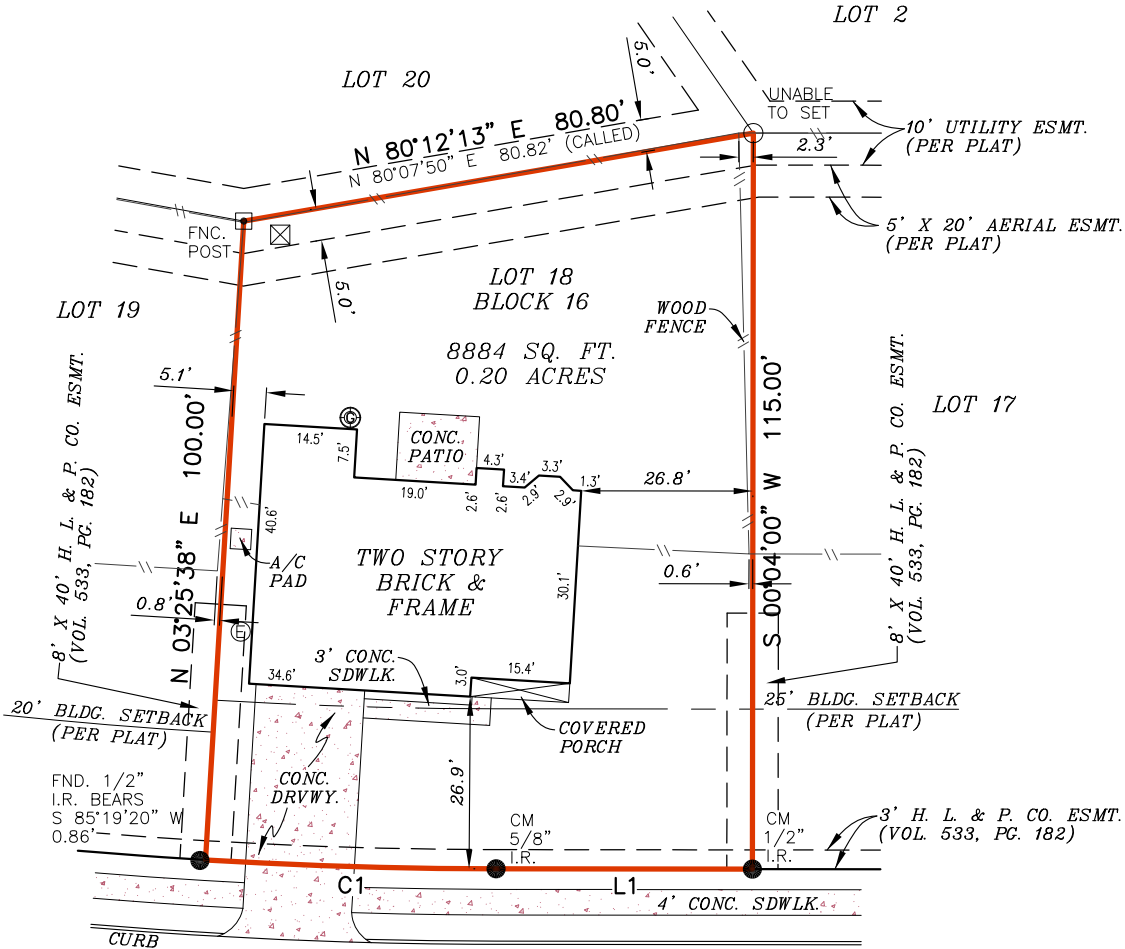 LOT 2
LOT 20
5.0'
UNABLE
TO SET
N 80°12'13" E 80.80'
N 80°07'50" E 80.82' (CALLED)
10' UTILITY ESMT.
(PER PLAT)
2.3'
FNC.
POST
5' X 20' AERIAL ESMT.
(PER PLAT)
5.0'
LOT 18
BLOCK 16
LOT 19
WOOD
FENCE
8884 SQ. FT.
0.20 ACRES
5.1'
N 03°25'38" E 100.00'
S 00°04'00" W 115.00'
8' X 40' H. L. & P. CO. ESMT.
(VOL. 533, PG. 182)
8' X 40' H. L. & P. CO. ESMT.
(VOL. 533, PG. 182)
LOT 17
G
14.5'
7.5'
CONC.
PATIO
19.0'
4.3'
2.6'
2.6'
3.4'
2.9'
3.3'
2.9'
1.3'
26.8'
40.6'
A/C
PAD
TWO STORY
BRICK &
FRAME
30.1'
0.6'
0.8'
E
34.6'
3' CONC.
SDWLK.
3.0'
15.4'
20' BLDG. SETBACK
(PER PLAT)
25' BLDG. SETBACK
(PER PLAT)
COVERED
PORCH
26.9'
CONC.
DRVWY.
FND. 1/2"
I.R. BEARS
S 85°19'20" W
0.86'
CM
5/8"
I.R.
CM
1/2"
I.R.
3' H. L. & P. CO. ESMT.
(VOL. 533, PG. 182)
C1
L1
4' CONC. SDWLK.
CURB